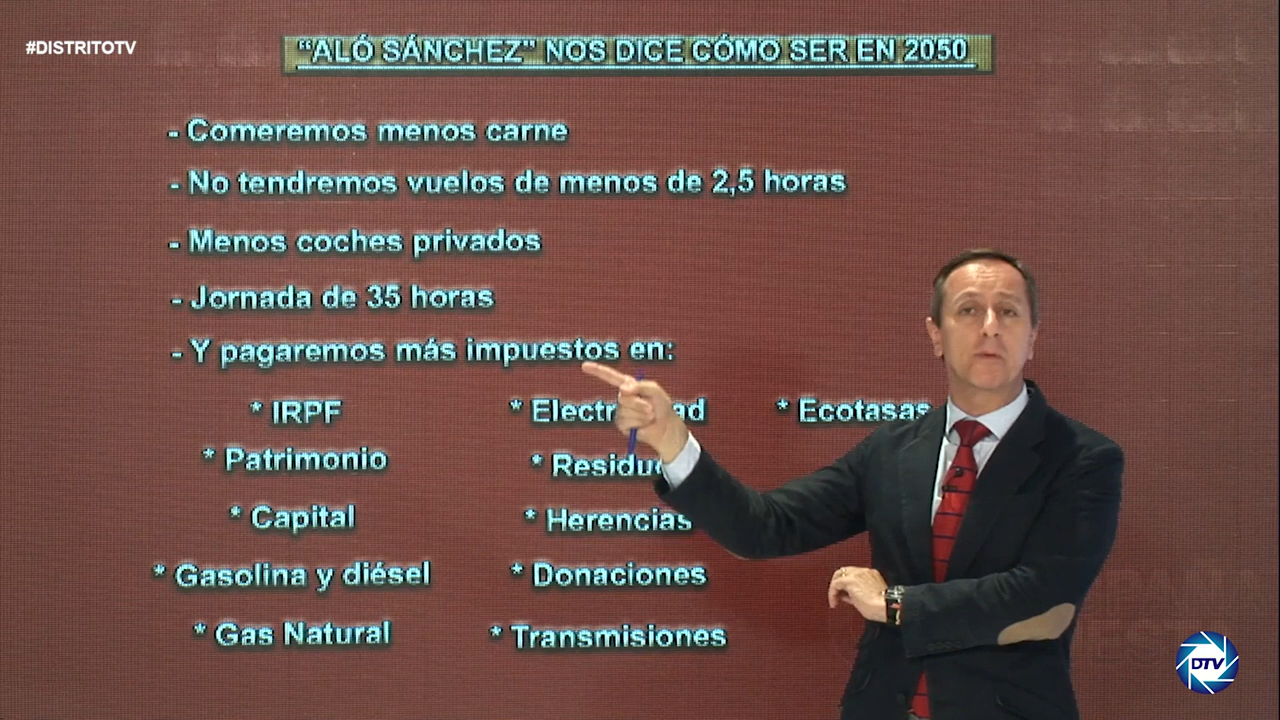 #DISTRITOTV
“ALÓ SÁNCHEZ" NOS DICE CÓMO SER EN 2050
- Comeremos menos carne
- No tendremos vuelos de menos de 2,5 horas
- Menos coches privados
- Jornada de 35 horas
- Y pagaremos más impuestos en:
* IRPF
* Patrimonio
* Capital
* Gasolina y diésel
* Gas Natural
* Herencias
* Donaciones
* Transmisiones
* Ecotasas
DTV